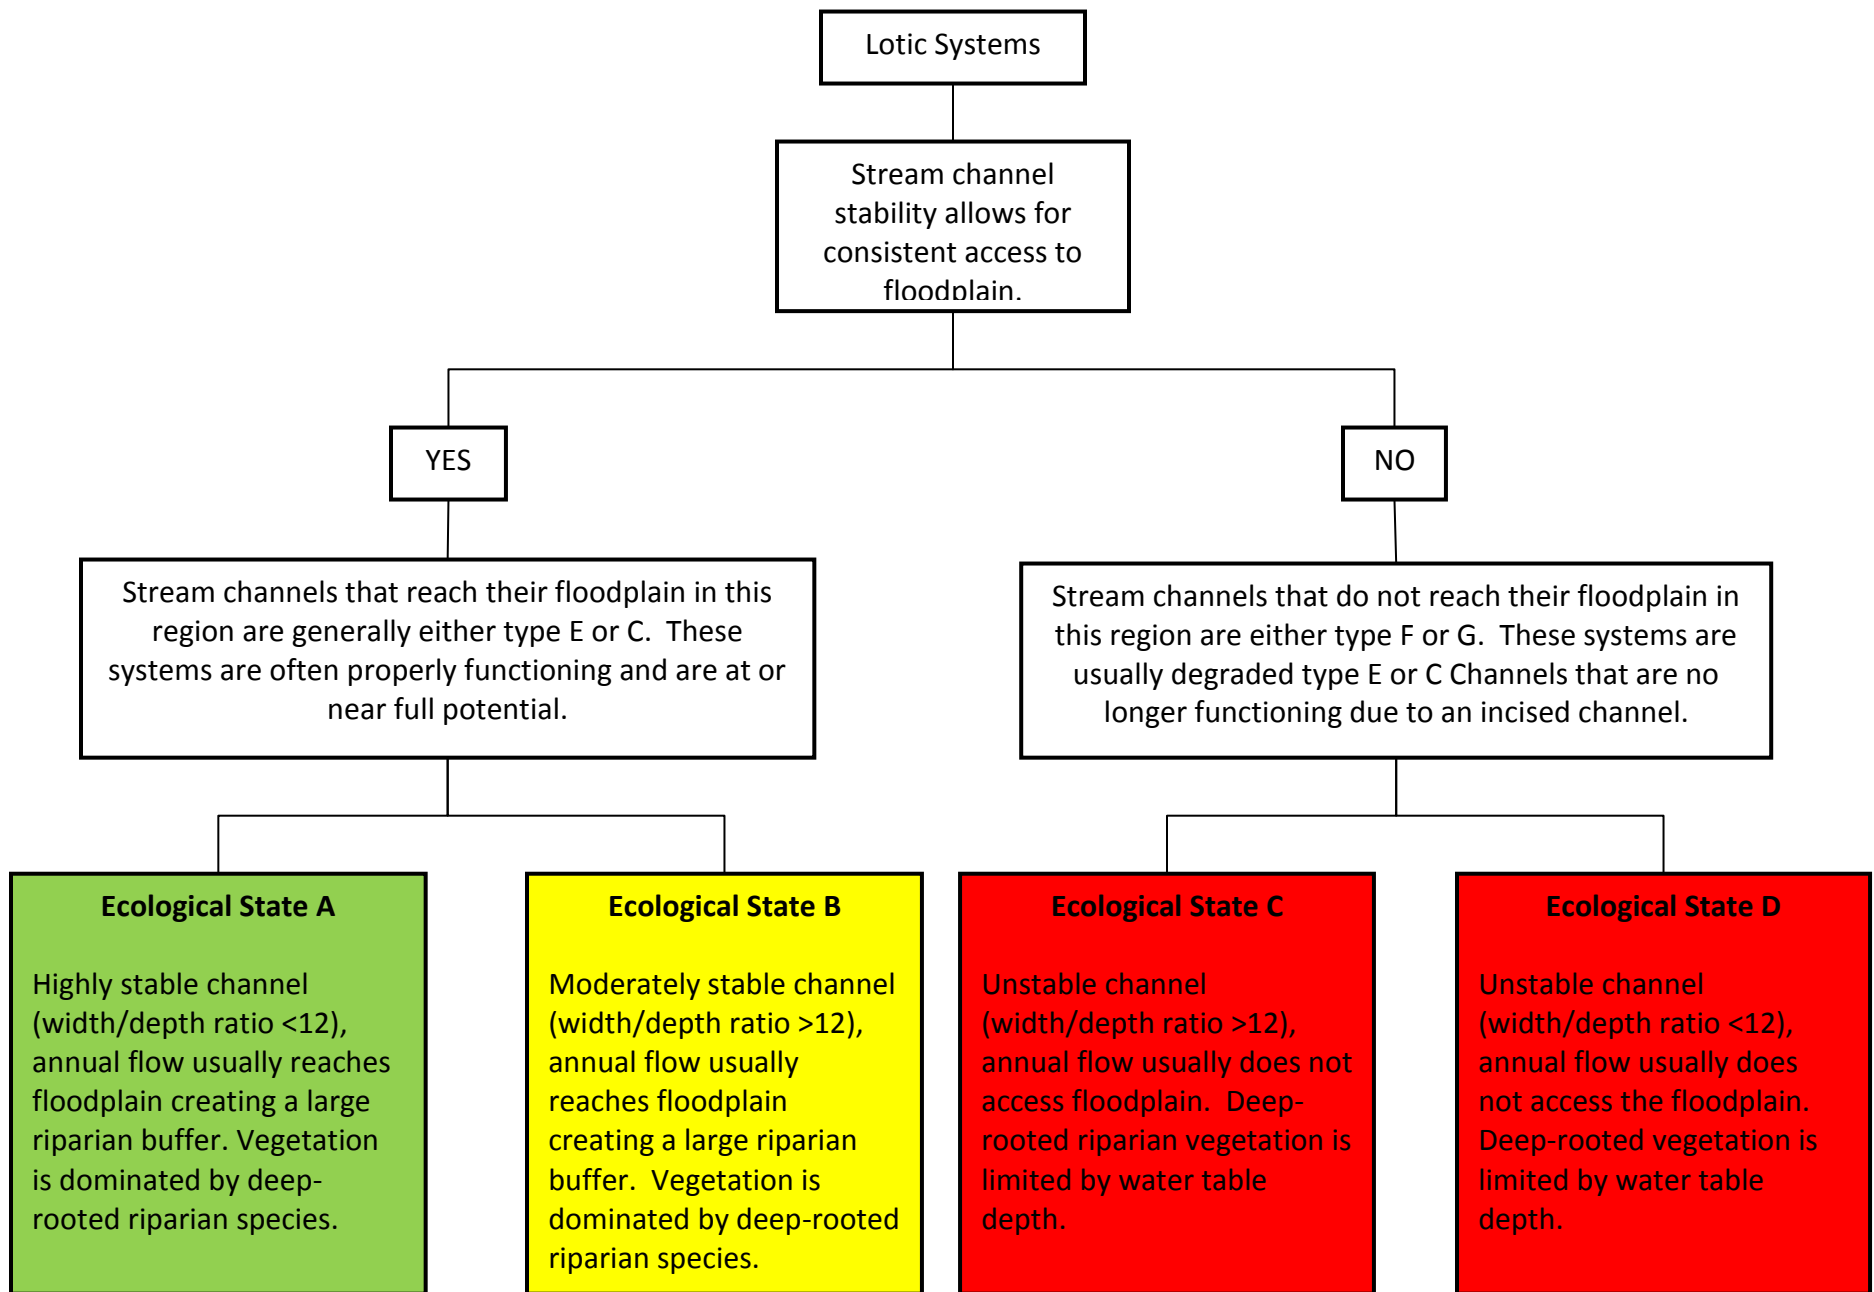 Lotic Systems
Stream channel
stability allows for
consistent access to
floodplain.
YES
NO
Stream channels that reach their floodplain in this
region are generally either type E or C.  These
systems are often properly functioning and are at or
near full potential.
Stream channels that do not reach their floodplain in
this region are either type F or G.  These systems are
usually degraded type E or C Channels that are no
longer functioning due to an incised channel.
Ecological State A
Highly stable channel
(width/depth ratio <12),
annual flow usually reaches
floodplain creating a large
riparian buffer. Vegetation
is dominated by deep-
rooted riparian species.
Ecological State B
Moderately stable channel
(width/depth ratio >12),
annual flow usually
reaches floodplain
creating a large riparian
buffer.  Vegetation is
dominated by deep-rooted
riparian species.
Ecological State C
Unstable channel
(width/depth ratio >12),
annual flow usually does not
access floodplain.  Deep-
rooted riparian vegetation is
limited by water table
depth.
Ecological State D
Unstable channel
(width/depth ratio <12),
annual flow usually does
not access the floodplain.
Deep-rooted vegetation is
limited by water table
depth.